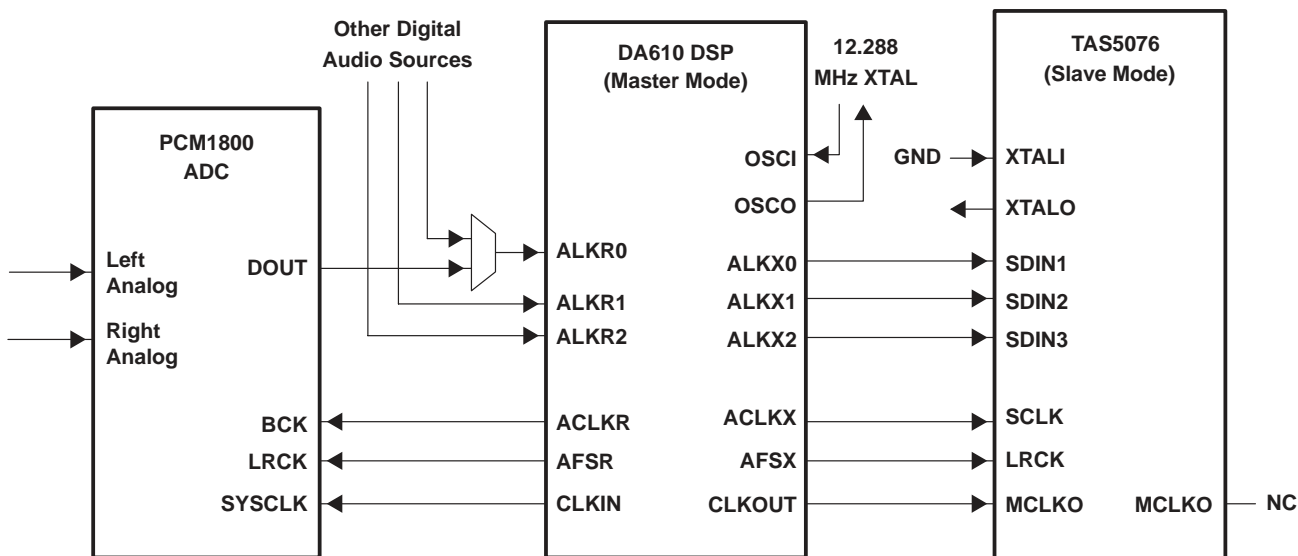 Other Digital
Audio Sources
PCM1800
ADC
Left
Analog
Right
Analog
DOUT
BCK
LRCK
SYSCLK
DA610 DSP
(Master Mode)
ALKR0
ALKR1
ALKR2
ACLKR
AFSR
CLKIN
OSCI
OSCO
ALKX0
ALKX1
ALKX2
ACLKX
AFSX
CLKOUT
12.288
MHz XTAL
GND
TAS5076
(Slave Mode)
XTALI
XTALO
SDIN1
SDIN2
SDIN3
SCLK
LRCK
MCLKO
MCLKO
NC